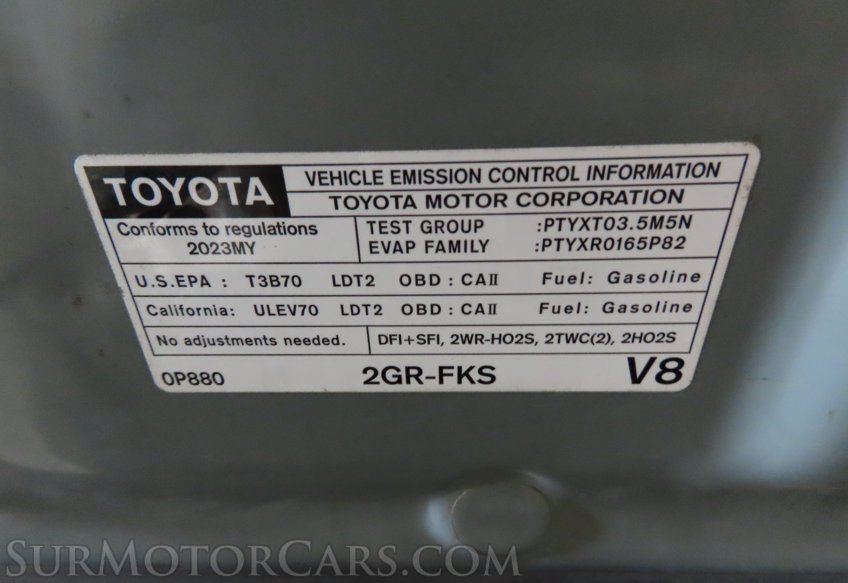 TOYOTA
VEHICLE EMISSION CONTROL INFORMATION
TOYOTA MOTOR CORPORATION
Conforms to regulations
2023MY
TEST GROUP :PTYXT03.5M5N
EVAP FAMILY :PTYXR0165P82
U.S.EPA : T3B70 LDT2 OBD : CAII Fuel: Gasoline
California: ULEV70 LDT2 OBD : CAII Fuel: Gasoline
No adjustments needed.
DFI+SFI, 2WR-HO2S, 2TWC(2), 2HO2S
0P880 2GR-FKS V8
SURMOTORCARS.COM